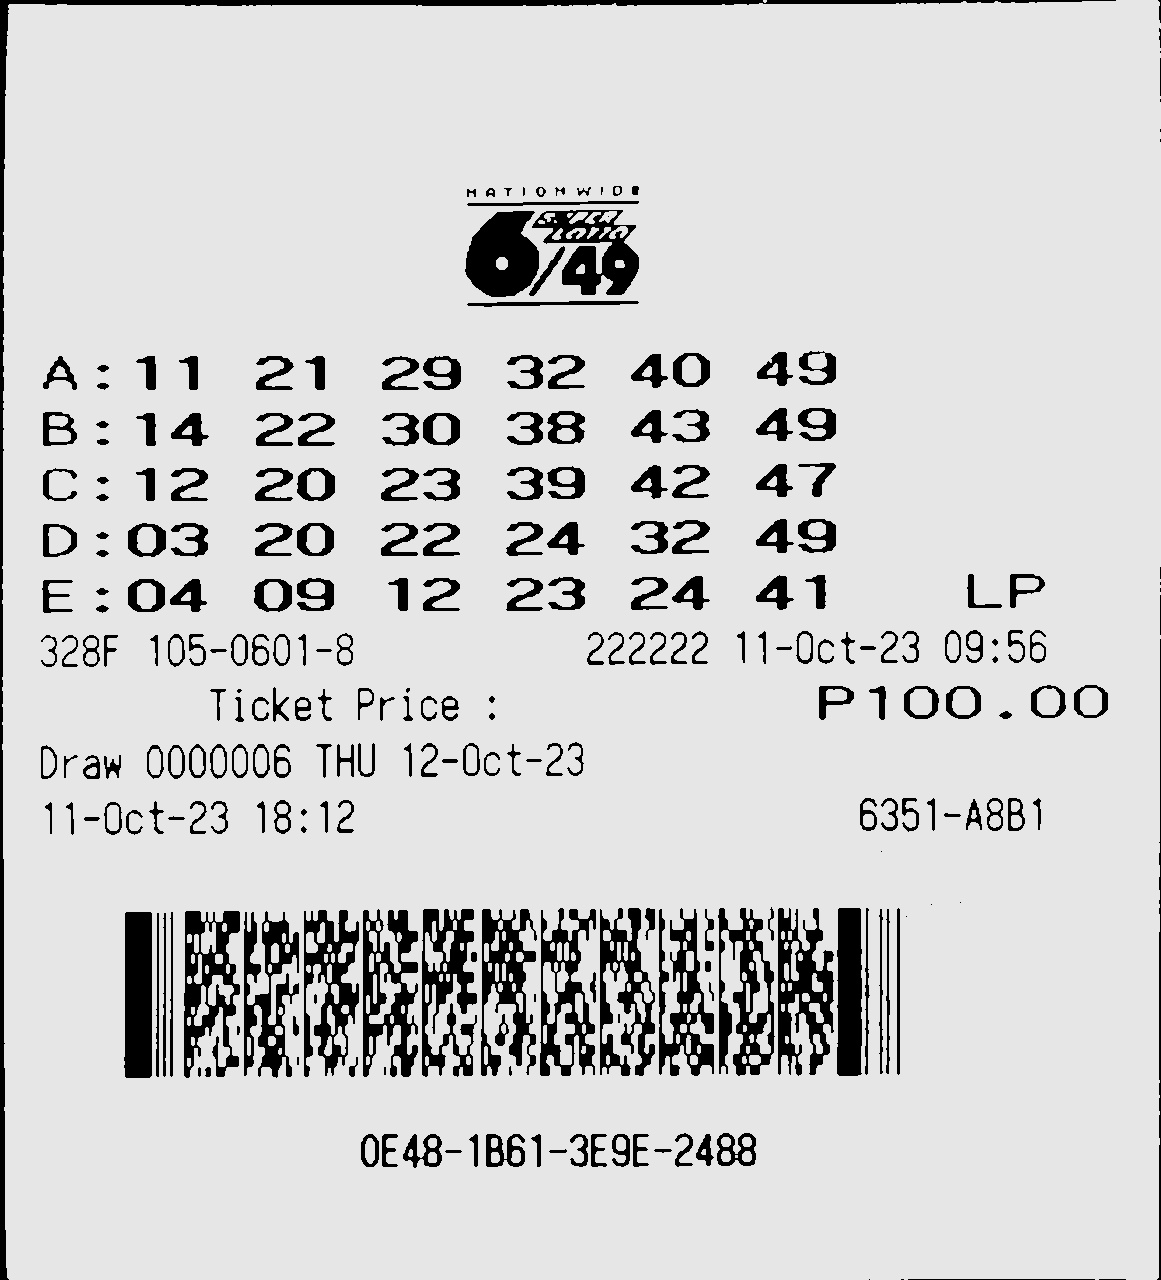 NATIONWIDE
SUPER
LOTTO
6/49
A: 11 21 29 32 40 49
B: 14 22 30 38 43 49
C: 12 20 23 39 42 47
D: 03 20 22 24 32 49
E: 04 09 12 23 24 41 LP
328F 105-0601-8 222222 11-Oct-23 09:56
Ticket Price : P100.00
Draw 0000006 THU 12-Oct-23
11-Oct-23 18:12 6351-A8B1
0E48-1B61-3E9E-2488